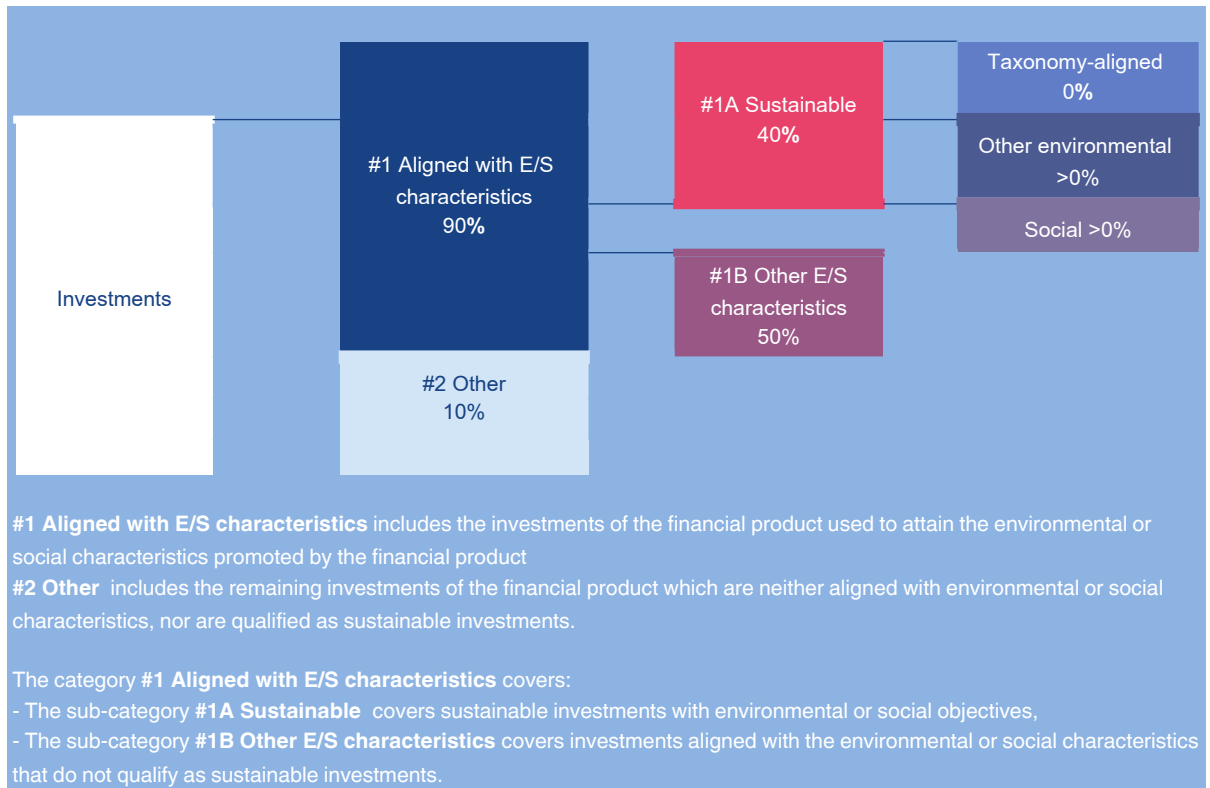 Investments
#1 Aligned with E/S
characteristics
90%
#2 Other
10%
#1A Sustainable
40%
#1B Other E/S
characteristics
50%
Taxonomy-aligned
0%
Other environmental
>0%
Social >0%
#1 Aligned with E/S characteristics includes the investments of the financial product used to attain the environmental or
social characteristics promoted by the financial product
#2 Other includes the remaining investments of the financial product which are neither aligned with environmental or social
characteristics, nor are qualified as sustainable investments.
The category #1 Aligned with E/S characteristics covers:
- The sub-category #1A Sustainable covers sustainable investments with environmental or social objectives,
- The sub-category #1B Other E/S characteristics covers investments aligned with the environmental or social characteristics
that do not qualify as sustainable investments.